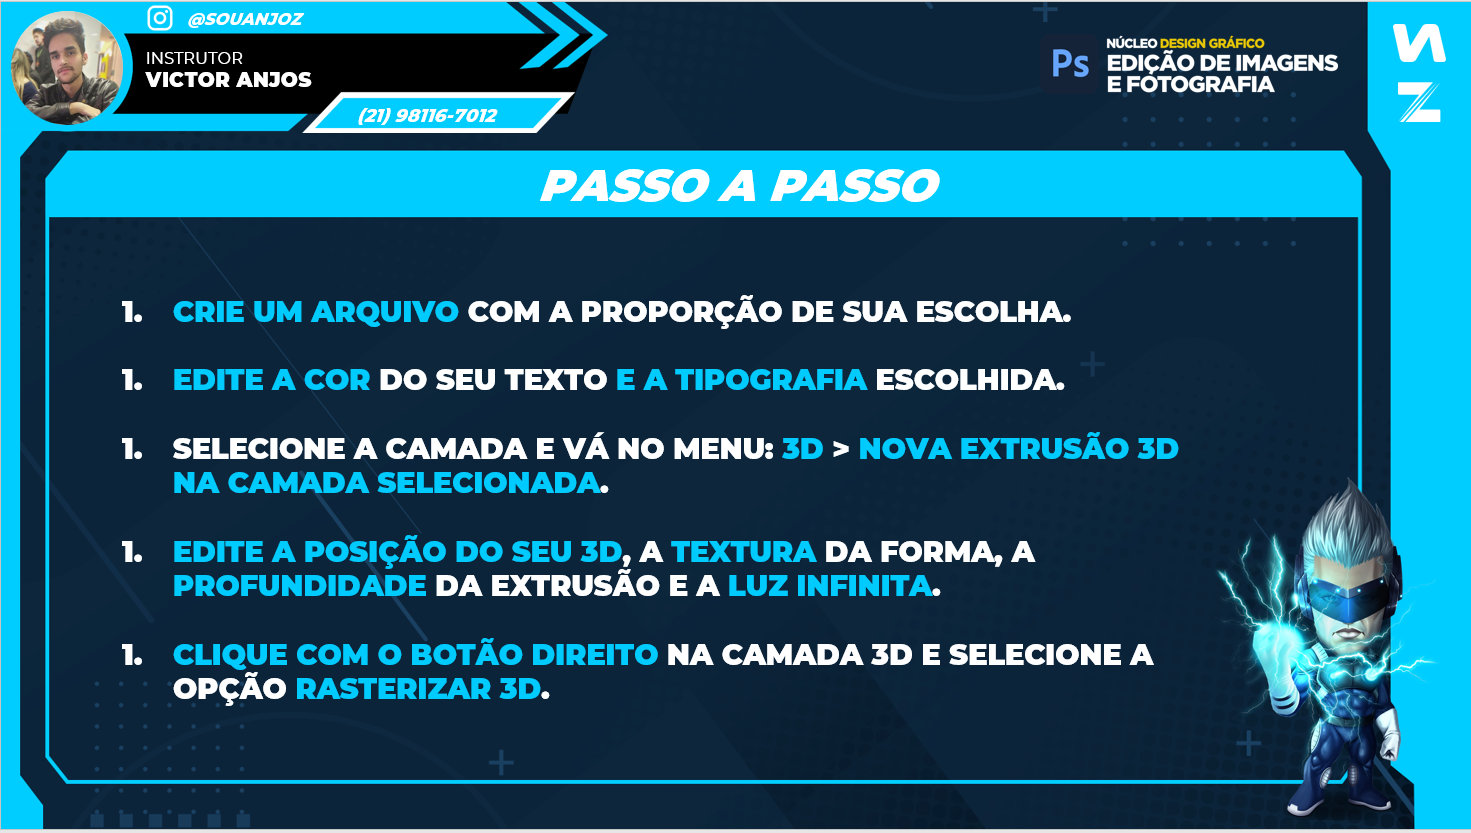 @SOUANJOZ
INSTRUTOR
VICTOR ANJOS
(21) 98116-7012
Ps
NÚCLEO DESIGN GRÁFICO
EDIÇÃO DE IMAGENS
E FOTOGRAFIA
PASSO A PASSO
1. CRIE UM ARQUIVO COM A PROPORÇÃO DE SUA ESCOLHA.
1. EDITE A COR DO SEU TEXTO E A TIPOGRAFIA ESCOLHIDA.
1. SELECIONE A CAMADA E VÁ NO MENU: 3D > NOVA EXTRUSÃO 3D
NA CAMADA SELECIONADA.
1. EDITE A POSIÇÃO DO SEU 3D, A TEXTURA DA FORMA, A
PROFUNDIDADE DA EXTRUSÃO E A LUZ INFINITA.
1. CLIQUE COM O BOTÃO DIREITO NA CAMADA 3D E SELECIONE A
OPÇÃO RASTERIZAR 3D.